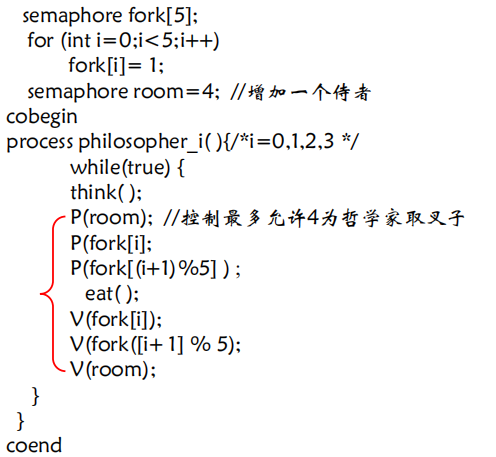 semaphore fork[5];
for (int i=0;i<5;i++)
fork[i]= 1;
semaphore room=4; //增加一个侍者
cobegin
process philosopher_i( ){/*i=0,1,2,3 */
while(true) {
think( );
P(room); //控制最多允许4为哲学家取叉子
P(fork[i];
P(fork[(i+1)%5] ) ;
eat( );
V(fork[i]);
V(fork([i+ 1] % 5);
V(room);
}
}
coend